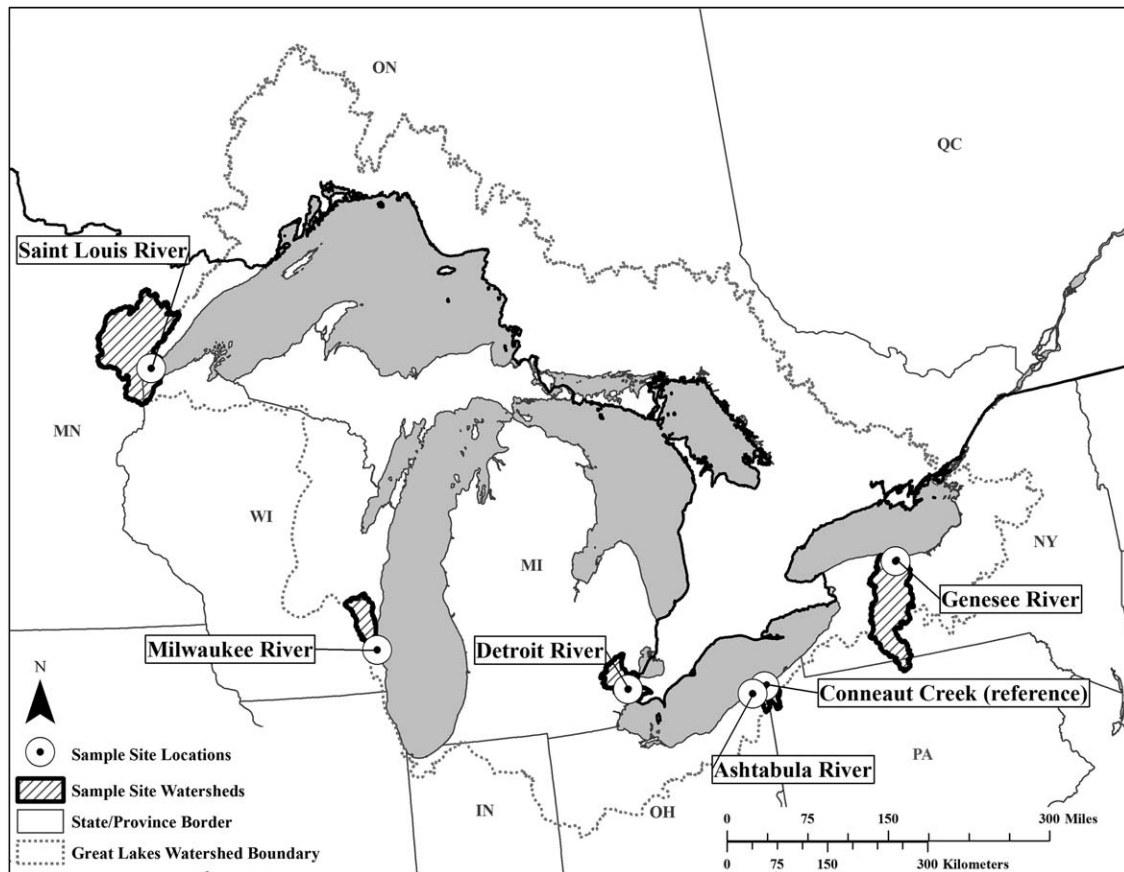 ON
QC
Saint Louis River
MN
WI
MI
NY
Genesee River
Milwaukee River
Detroit River
Conneaut Creek (reference)
Ashtabula River
PA
IN
OH
N
Sample Site Locations
Sample Site Watersheds
State/Province Border
Great Lakes Watershed Boundary
0 75 150 300 Miles
0 75 150 300 Kilometers